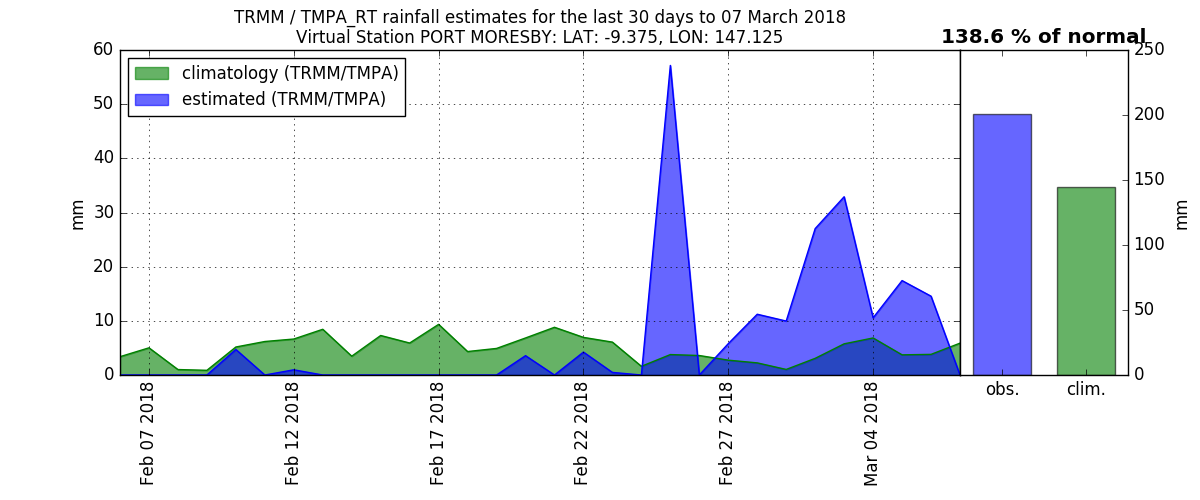 TRMM / TMPA_RT rainfall estimates for the last 30 days to 07 March 2018
Virtual Station PORT MORESBY: LAT: -9.375, LON: 147.125
138.6 % of normal
climatology (TRMM/TMPA)
estimated (TRMM/TMPA)
60
50
40
30
20
10
0
mm
Feb 07 2018
Feb 12 2018
Feb 17 2018
Feb 22 2018
Feb 27 2018
Mar 04 2018
250
200
150
100
50
0
mm
obs.
clim.